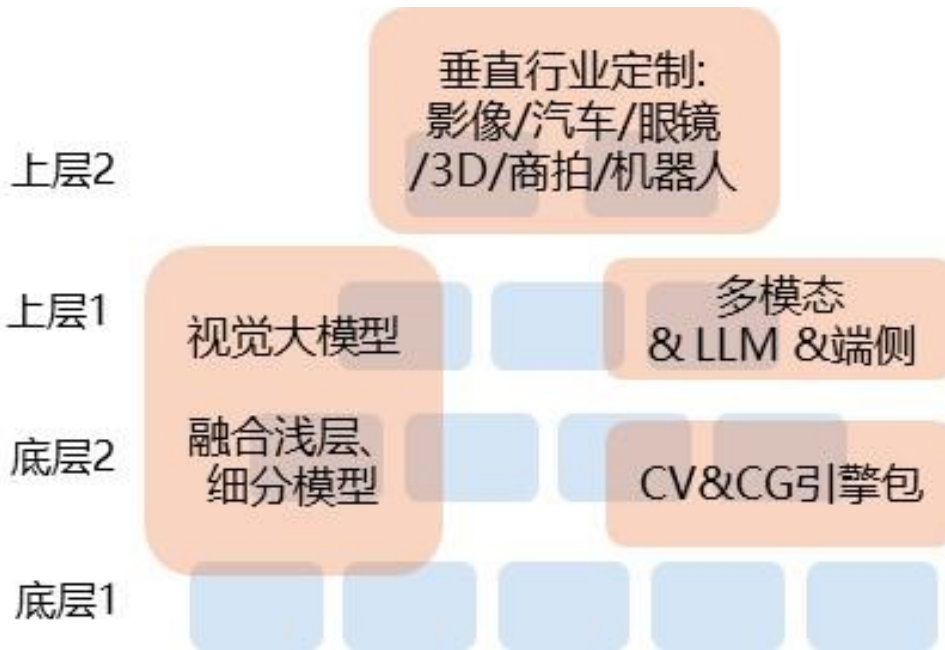 垂直行业定制:
影像/汽车/眼镜
/3D/商拍/机器人
上层2
上层1
视觉大模型
多模态
& LLM &端侧
底层2
融合浅层、
细分模型
CV&CG引擎包
底层1